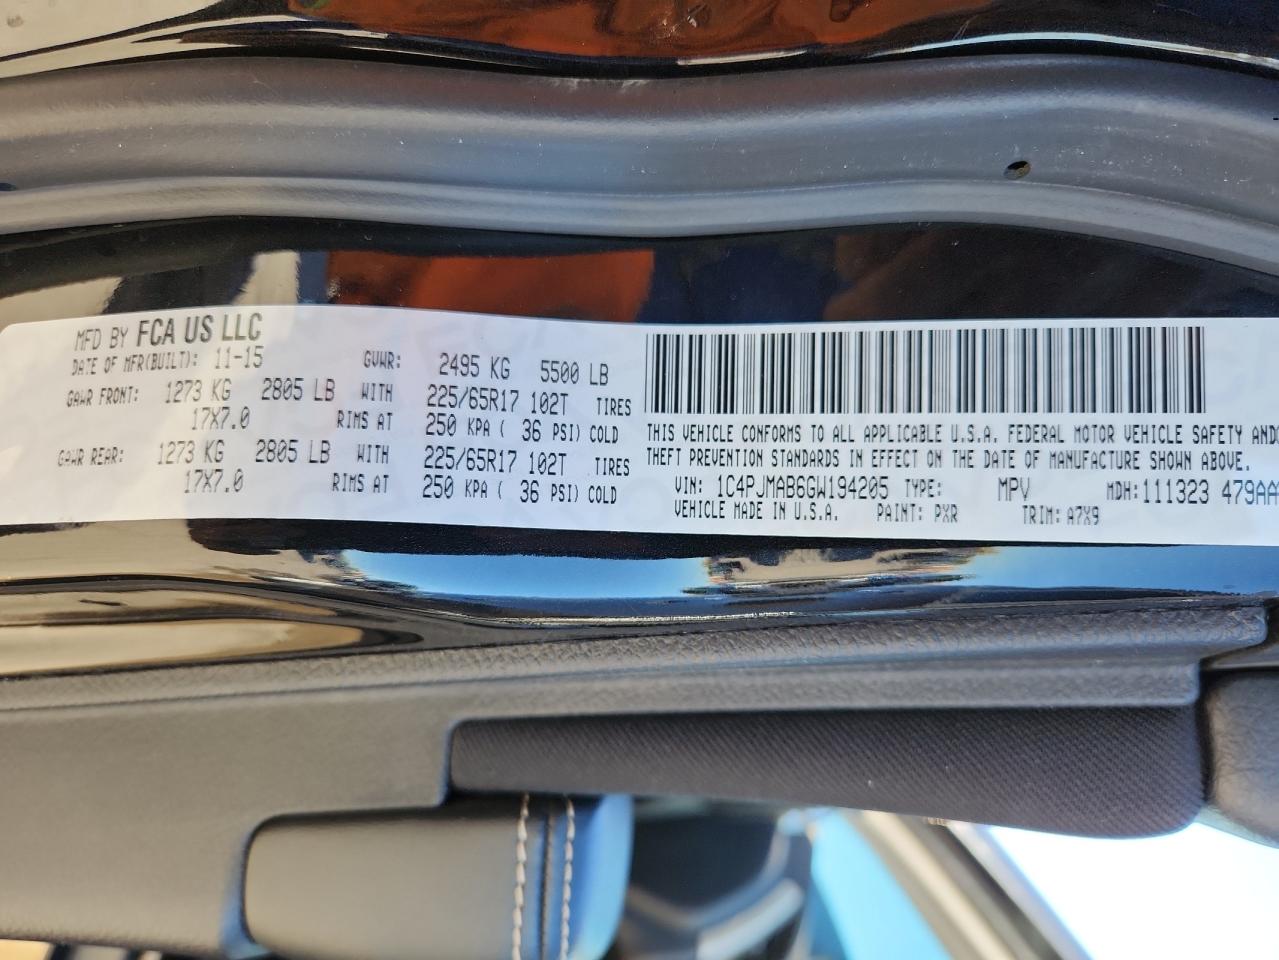 MFD BY FCA US LLC
DATE OF MFR(BUILT): 11-15 GVWR: 2495 KG 5500 LB
GAWR FRONT: 1273 KG 2805 LB WITH 225/65R17 102T TIRES
17X7.0 RIMS AT 250 KPA ( 36 PSI) COLD
GAWR REAR: 1273 KG 2805 LB WITH 225/65R17 102T TIRES
17X7.0 RIMS AT 250 KPA ( 36 PSI) COLD
THIS VEHICLE CONFORMS TO ALL APPLICABLE U.S.A. FEDERAL MOTOR VEHICLE SAFETY AND
THEFT PREVENTION STANDARDS IN EFFECT ON THE DATE OF MANUFACTURE SHOWN ABOVE.
VIN: 1C4PJMAB6GW194205 TYPE: MPV MDH: 111323 479AA
VEHICLE MADE IN U.S.A. PAINT: PXR TRIM: A7X9